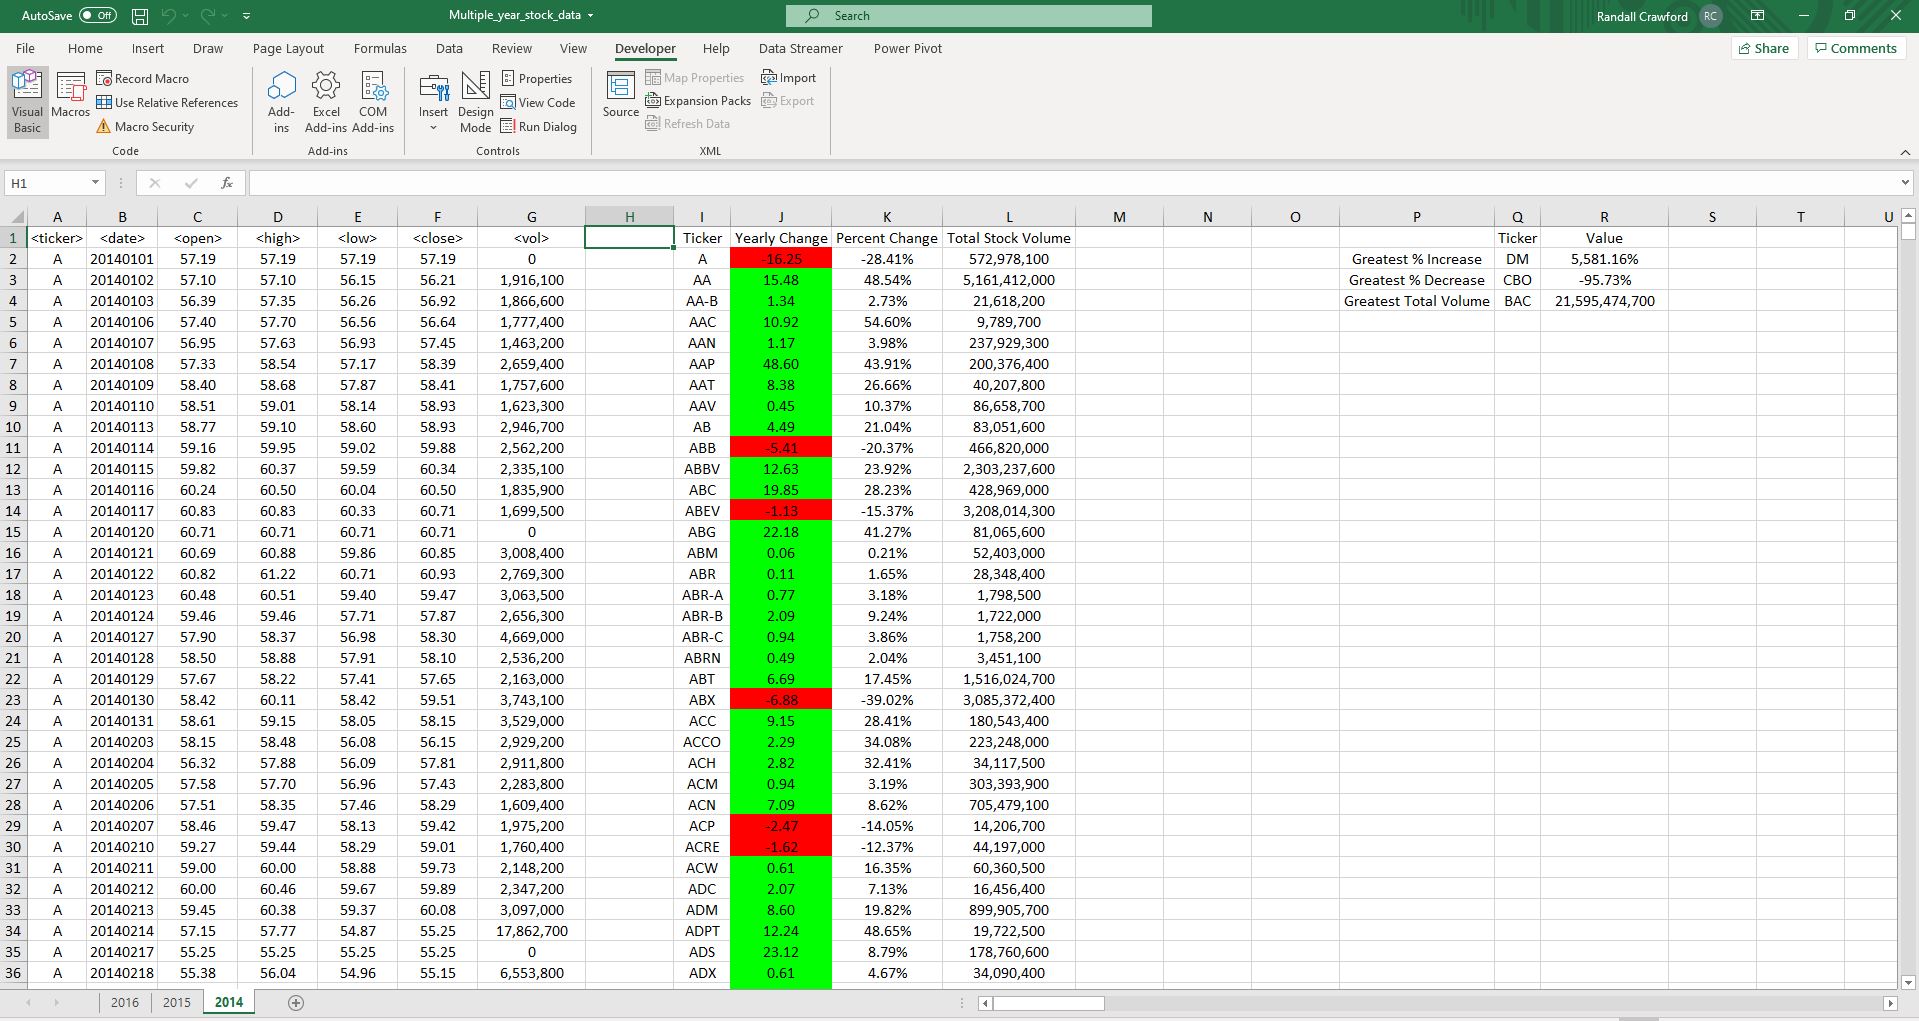 AutoSave Off Multiple_year_stock_data Search Randall Crawford RC
File Home Insert Draw Page Layout Formulas Data Review View Developer Help Data Streamer Power Pivot Share Comments
Visual Basic Macros Record Macro Use Relative References Macro Security Code
Add-ins Excel Add-ins COM Add-ins Add-ins
Insert Design Mode Properties View Code Run Dialog Controls
Source Map Properties Expansion Packs Refresh Data Import Export XML
H1 fx
A B C D E F G H I J K L M N O P Q R S T U
1 <ticker> <date> <open> <high> <low> <close> <vol> Ticker Yearly Change Percent Change Total Stock Volume Ticker Value
2 A 20140101 57.19 57.19 57.19 57.19 0 A -16.25 -28.41% 572,978,100 Greatest % Increase DM 5,581.16%
3 A 20140102 57.10 57.10 56.15 56.21 1,916,100 AA 15.48 48.54% 5,161,412,000 Greatest % Decrease CBO -95.73%
4 A 20140103 56.39 57.35 56.26 56.92 1,866,600 AA-B 1.34 2.73% 21,618,200 Greatest Total Volume BAC 21,595,474,700
5 A 20140106 57.40 57.70 56.56 56.64 1,777,400 AAC 10.92 54.60% 9,789,700
6 A 20140107 56.95 57.63 56.93 57.45 1,463,200 AAN 1.17 3.98% 237,929,300
7 A 20140108 57.33 58.54 57.17 58.39 2,659,400 AAP 48.60 43.91% 200,376,400
8 A 20140109 58.40 58.68 57.87 58.41 1,757,600 AAT 8.38 26.66% 40,207,800
9 A 20140110 58.51 59.01 58.14 58.93 1,623,300 AAV 0.45 10.37% 86,658,700
10 A 20140113 58.77 59.10 58.60 58.93 2,946,700 AB 4.49 21.04% 83,051,600
11 A 20140114 59.16 59.95 59.02 59.88 2,562,200 ABB -5.41 -20.37% 466,820,000
12 A 20140115 59.82 60.37 59.59 60.34 2,335,100 ABBV 12.63 23.92% 2,303,237,600
13 A 20140116 60.24 60.50 60.04 60.50 1,835,900 ABC 19.85 28.23% 428,969,000
14 A 20140117 60.83 60.83 60.33 60.71 1,699,500 ABEV -1.13 -15.37% 3,208,014,300
15 A 20140120 60.71 60.71 60.71 60.71 0 ABG 22.18 41.27% 81,065,600
16 A 20140121 60.69 60.88 59.86 60.85 3,008,400 ABM 0.06 0.21% 52,403,000
17 A 20140122 60.82 61.22 60.71 60.93 2,769,300 ABR 0.11 1.65% 28,348,400
18 A 20140123 60.48 60.51 59.40 59.47 3,063,500 ABR-A 0.77 3.18% 1,798,500
19 A 20140124 59.46 59.46 57.71 57.87 2,656,300 ABR-B 2.09 9.24% 1,722,000
20 A 20140127 57.90 58.37 56.98 58.30 4,669,000 ABR-C 0.94 3.86% 1,758,200
21 A 20140128 58.50 58.88 57.91 58.10 2,536,200 ABRN 0.49 2.04% 3,451,100
22 A 20140129 57.67 58.22 57.41 57.65 2,163,000 ABT 6.69 17.45% 1,516,024,700
23 A 20140130 58.42 60.11 58.42 59.51 3,743,100 ABX -6.88 -39.02% 3,085,372,400
24 A 20140131 58.61 59.15 58.05 58.15 3,529,000 ACC 9.15 28.41% 180,543,400
25 A 20140203 58.15 58.48 56.08 56.15 2,929,200 ACCO 2.29 34.08% 223,248,000
26 A 20140204 56.32 57.88 56.09 57.81 2,911,800 ACH 2.82 32.41% 34,117,500
27 A 20140205 57.58 57.70 56.96 57.43 2,283,800 ACM 0.94 3.19% 303,393,900
28 A 20140206 57.51 58.35 57.46 58.29 1,609,400 ACN 7.09 8.62% 705,479,100
29 A 20140207 58.46 59.47 58.13 59.42 1,975,200 ACP -2.47 -14.05% 14,206,700
30 A 20140210 59.27 59.44 58.29 59.01 1,760,400 ACRE -1.62 -12.37% 44,197,000
31 A 20140211 59.00 60.00 58.88 59.73 2,148,200 ACW 0.61 16.35% 60,360,500
32 A 20140212 60.00 60.46 59.67 59.89 2,347,200 ADC 2.07 7.13% 16,456,400
33 A 20140213 59.45 60.38 59.37 60.08 3,097,000 ADM 8.60 19.82% 899,905,700
34 A 20140214 57.15 57.77 54.87 55.25 17,862,700 ADPT 12.24 48.65% 19,722,500
35 A 20140217 55.25 55.25 55.25 55.25 0 ADS 23.12 8.79% 178,760,600
36 A 20140218 55.38 56.04 54.96 55.15 6,553,800 ADX 0.61 4.67% 34,090,400
2016 2015 2014